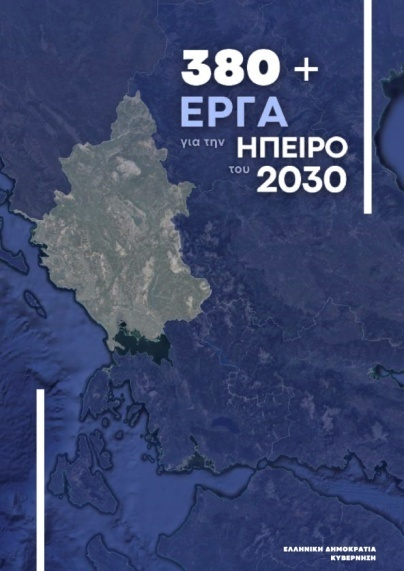 380 +
ΕΡΓΑ
για την ΗΠΕΙΡΟ
του 2030
ΕΛΛΗΝΙΚΗ ΔΗΜΟΚΡΑΤΙΑ
ΚΥΒΕΡΝΗΣΗ